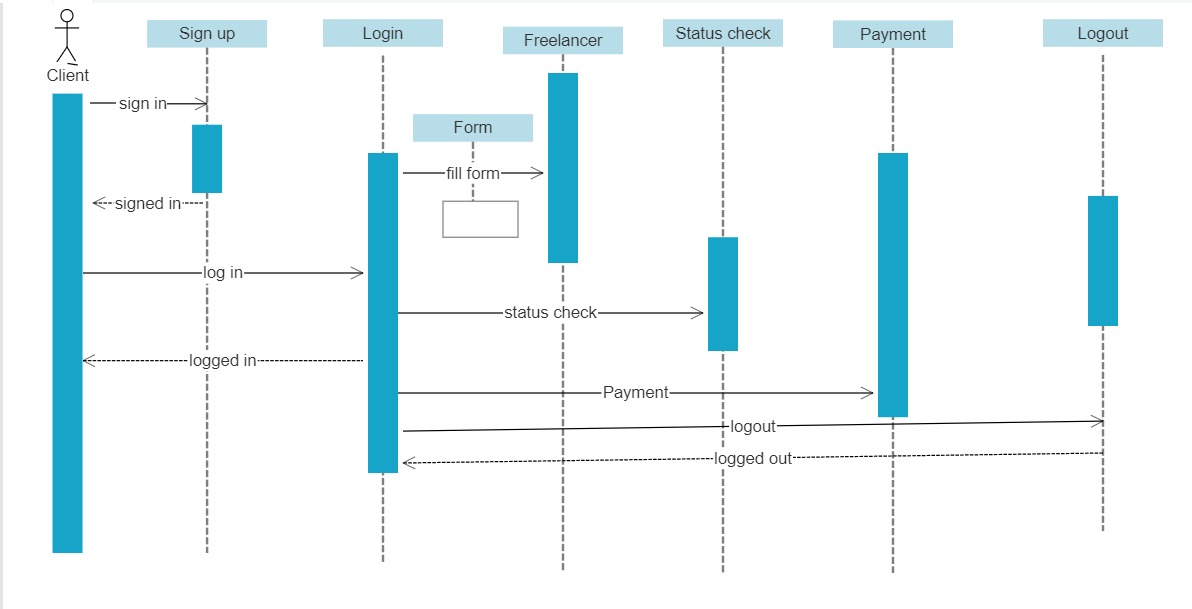 Client
Sign up
Login
Freelancer
Status check
Payment
Logout
Form
sign in
fill form
signed in
log in
status check
logged in
Payment
logout
logged out